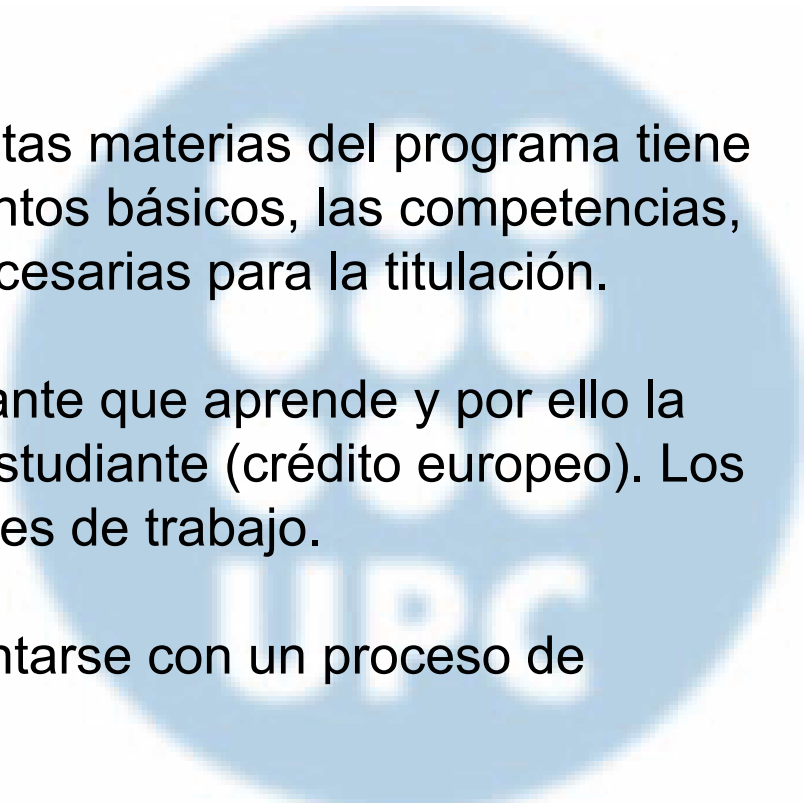 tas materias del programa tiene
ntos básicos, las competencias,
cesarias para la titulación.
ante que aprende y por ello la
studiante (crédito europeo). Los
es de trabajo.
ntarse con un proceso de
UPC